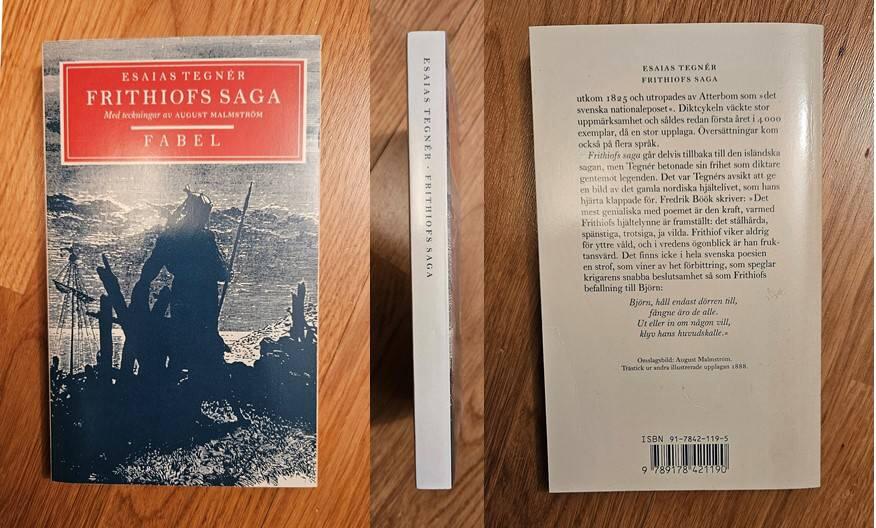 ESAIAS TEGNÉR
FRITHIOFS SAGA
Med teckningar av AUGUST MALMSTRÖM
FABEL
ESAIAS TEGNÉR · FRITHIOFS SAGA
ESAIAS TEGNÉR
FRITHIOFS SAGA
utkom 1825 och utropades av Atterbom som »det
svenska nationaleposet«. Diktcykeln väckte stor
uppmärksamhet och såldes redan första året i 4 000
exemplar, då en stor upplaga. Översättningar kom
också på flera språk.
Frithiofs saga går delvis tillbaka till den isländska
sagan, men Tegnér betonade sin frihet som diktare
gentemot legenden. Det var Tegnérs avsikt att ge
en bild av det gamla nordiska hjältelivet, som hans
hjärta klappade för. Fredrik Böök skriver: »Det
mest genialiska med poemet är den kraft, varmed
Frithiofs hjältelynne är framställt: det stålhårda,
spänstiga, trotsiga, ja vilda. Frithiof viker aldrig
för yttre våld, och i vredens ögonblick är han fruk-
tansvärd. Det finns icke i hela svenska poesien
en strof, som viner av het förbittring, som speglar
krigarens snabba beslutsamhet så som Frithiofs
befallning till Björn:
Björn, håll endast dörren till,
fångne äro de alle.
Ut eller in om någon vill,
klyv hans huvudskalle.«
Omslagsbild: August Malmström.
Trästick ur andra illustrerade upplagan 1888.
ISBN 91-7842-119-5
9 789178 421190